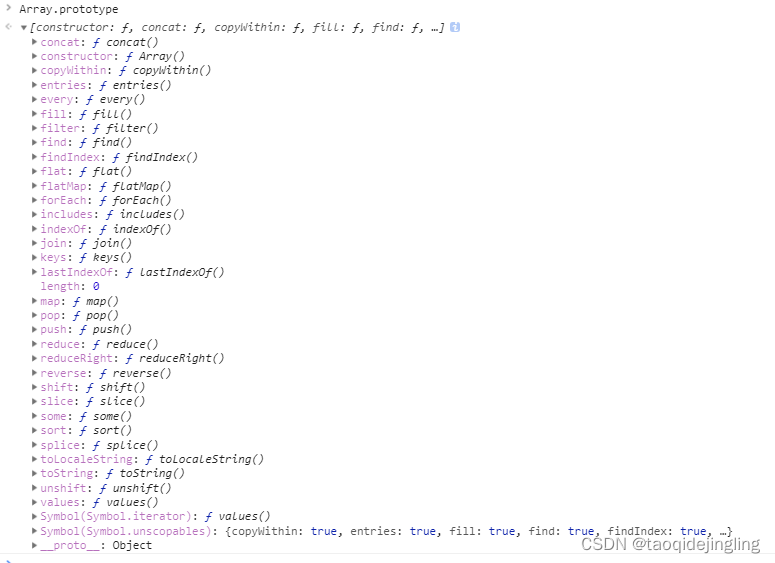 Array.prototype
[constructor: ƒ, concat: ƒ, copyWithin: ƒ, fill: ƒ, find: ƒ, …] i
concat: ƒ concat()
constructor: ƒ Array()
copyWithin: ƒ copyWithin()
entries: ƒ entries()
every: ƒ every()
fill: ƒ fill()
filter: ƒ filter()
find: ƒ find()
findIndex: ƒ findIndex()
flat: ƒ flat()
flatMap: ƒ flatMap()
forEach: ƒ forEach()
includes: ƒ includes()
indexOf: ƒ indexOf()
join: ƒ join()
keys: ƒ keys()
lastIndexOf: ƒ lastIndexOf()
length: 0
map: ƒ map()
pop: ƒ pop()
push: ƒ push()
reduce: ƒ reduce()
reduceRight: ƒ reduceRight()
reverse: ƒ reverse()
shift: ƒ shift()
slice: ƒ slice()
some: ƒ some()
sort: ƒ sort()
splice: ƒ splice()
toLocaleString: ƒ toLocaleString()
toString: ƒ toString()
unshift: ƒ unshift()
values: ƒ values()
Symbol(Symbol.iterator): ƒ values()
Symbol(Symbol.unscopables): {copyWithin: true, entries: true, fill: true, find: true, findIndex: true, …}
__proto__: Object
CSDN @taoqidejingling